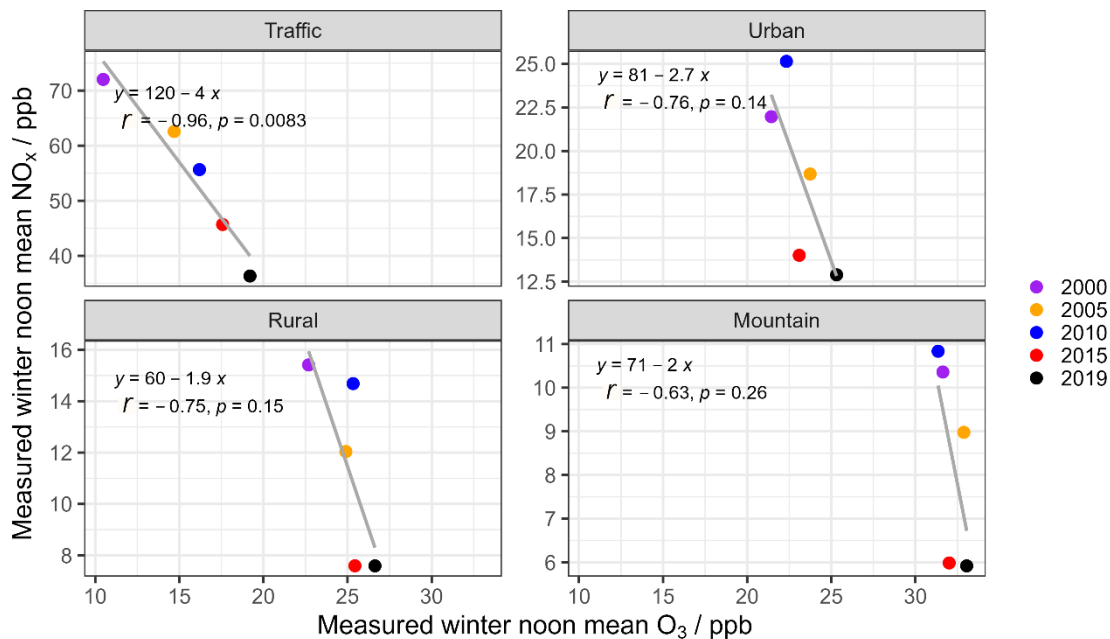 Traffic
Urban
y = 120 − 4 x
r = −0.96, p = 0.0083
y = 81 − 2.7 x
r = −0.76, p = 0.14
70
60
50
40
25.0
22.5
20.0
17.5
15.0
12.5
Rural
Mountain
y = 60 − 1.9 x
r = −0.75, p = 0.15
y = 71 − 2 x
r = −0.63, p = 0.26
16
14
12
10
8
11
10
9
8
7
6
10 15 20 25 30
10 15 20 25 30
Measured winter noon mean O₃ / ppb
Measured winter noon mean NOₓ / ppb
2000
2005
2010
2015
2019